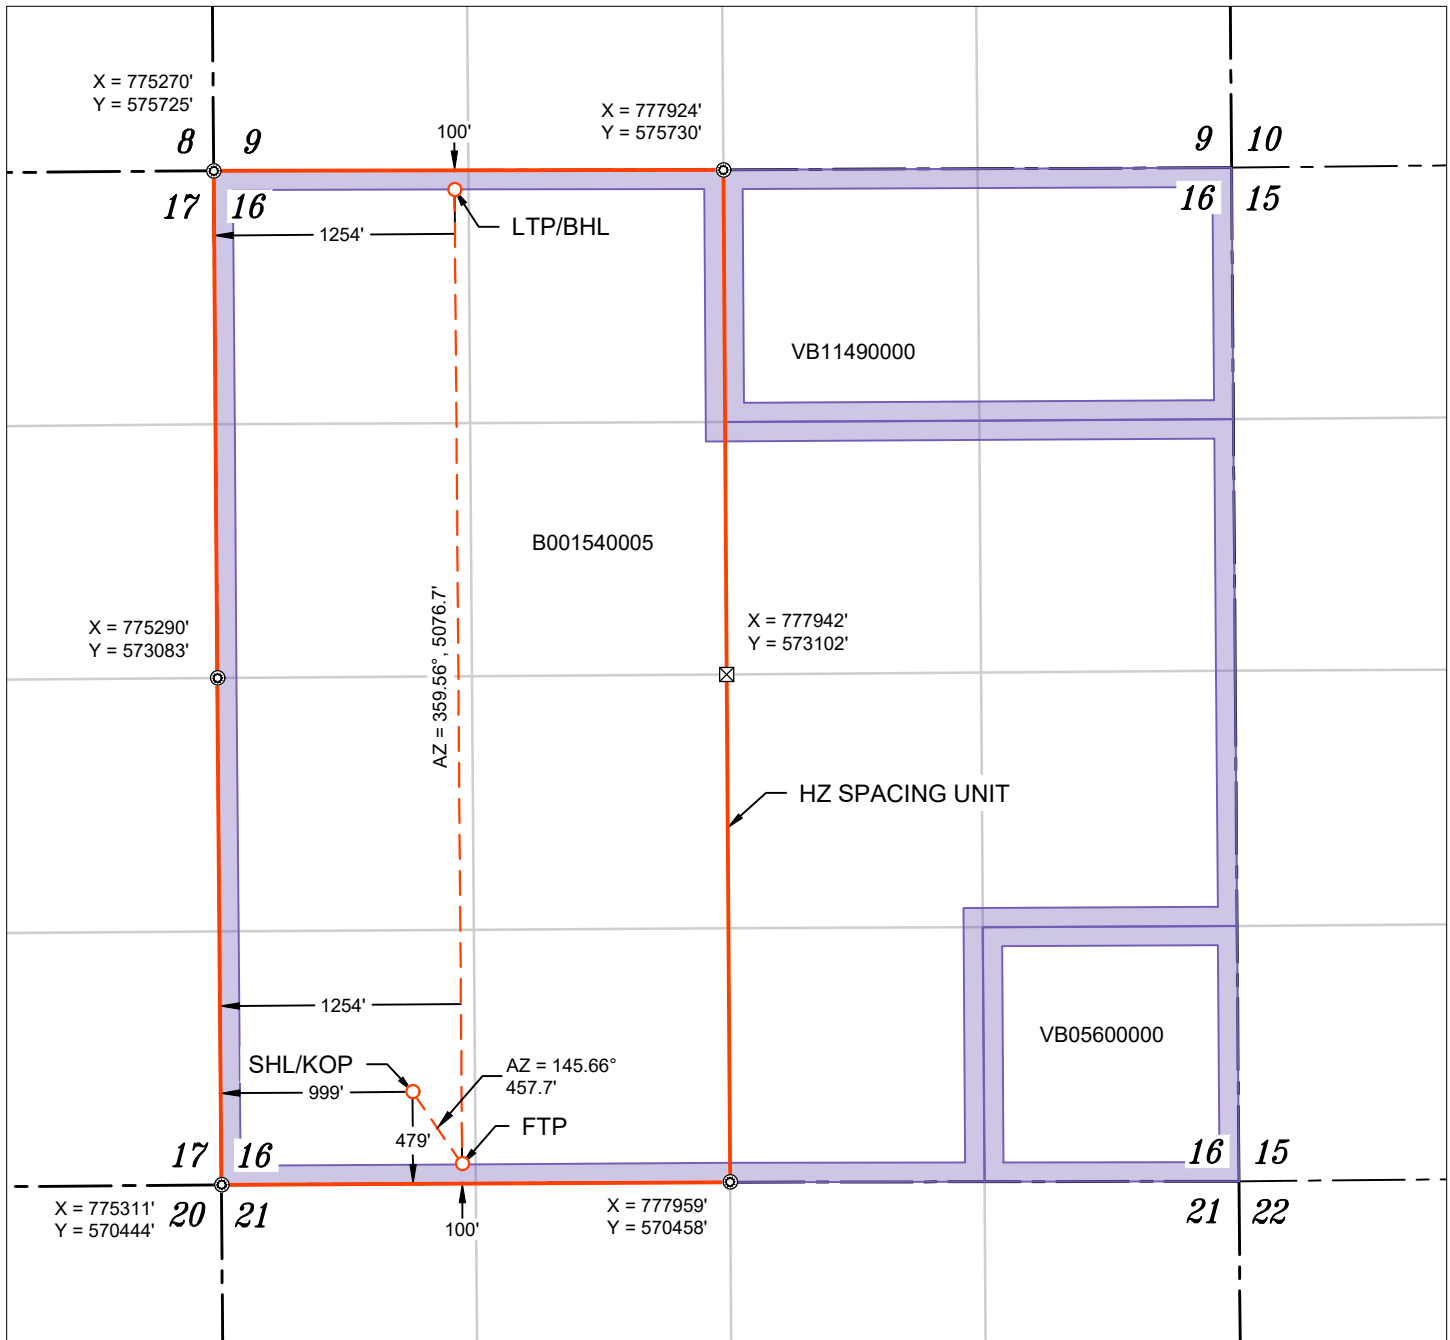 X = 775270'
Y = 575725'
X = 777924'
Y = 575730'
100'
8 9
9 10
17 16
16 15
1254'
LTP/BHL
VB11490000
B001540005
X = 775290'
Y = 573083'
X = 777942'
Y = 573102'
AZ = 359.56°, 5076.7'
HZ SPACING UNIT
1254'
VB05600000
SHL/KOP
AZ = 145.66°
457.7'
999'
FTP
479'
17 16
16 15
X = 775311'
Y = 570444'
20 21
100'
X = 777959'
Y = 570458'
21 22